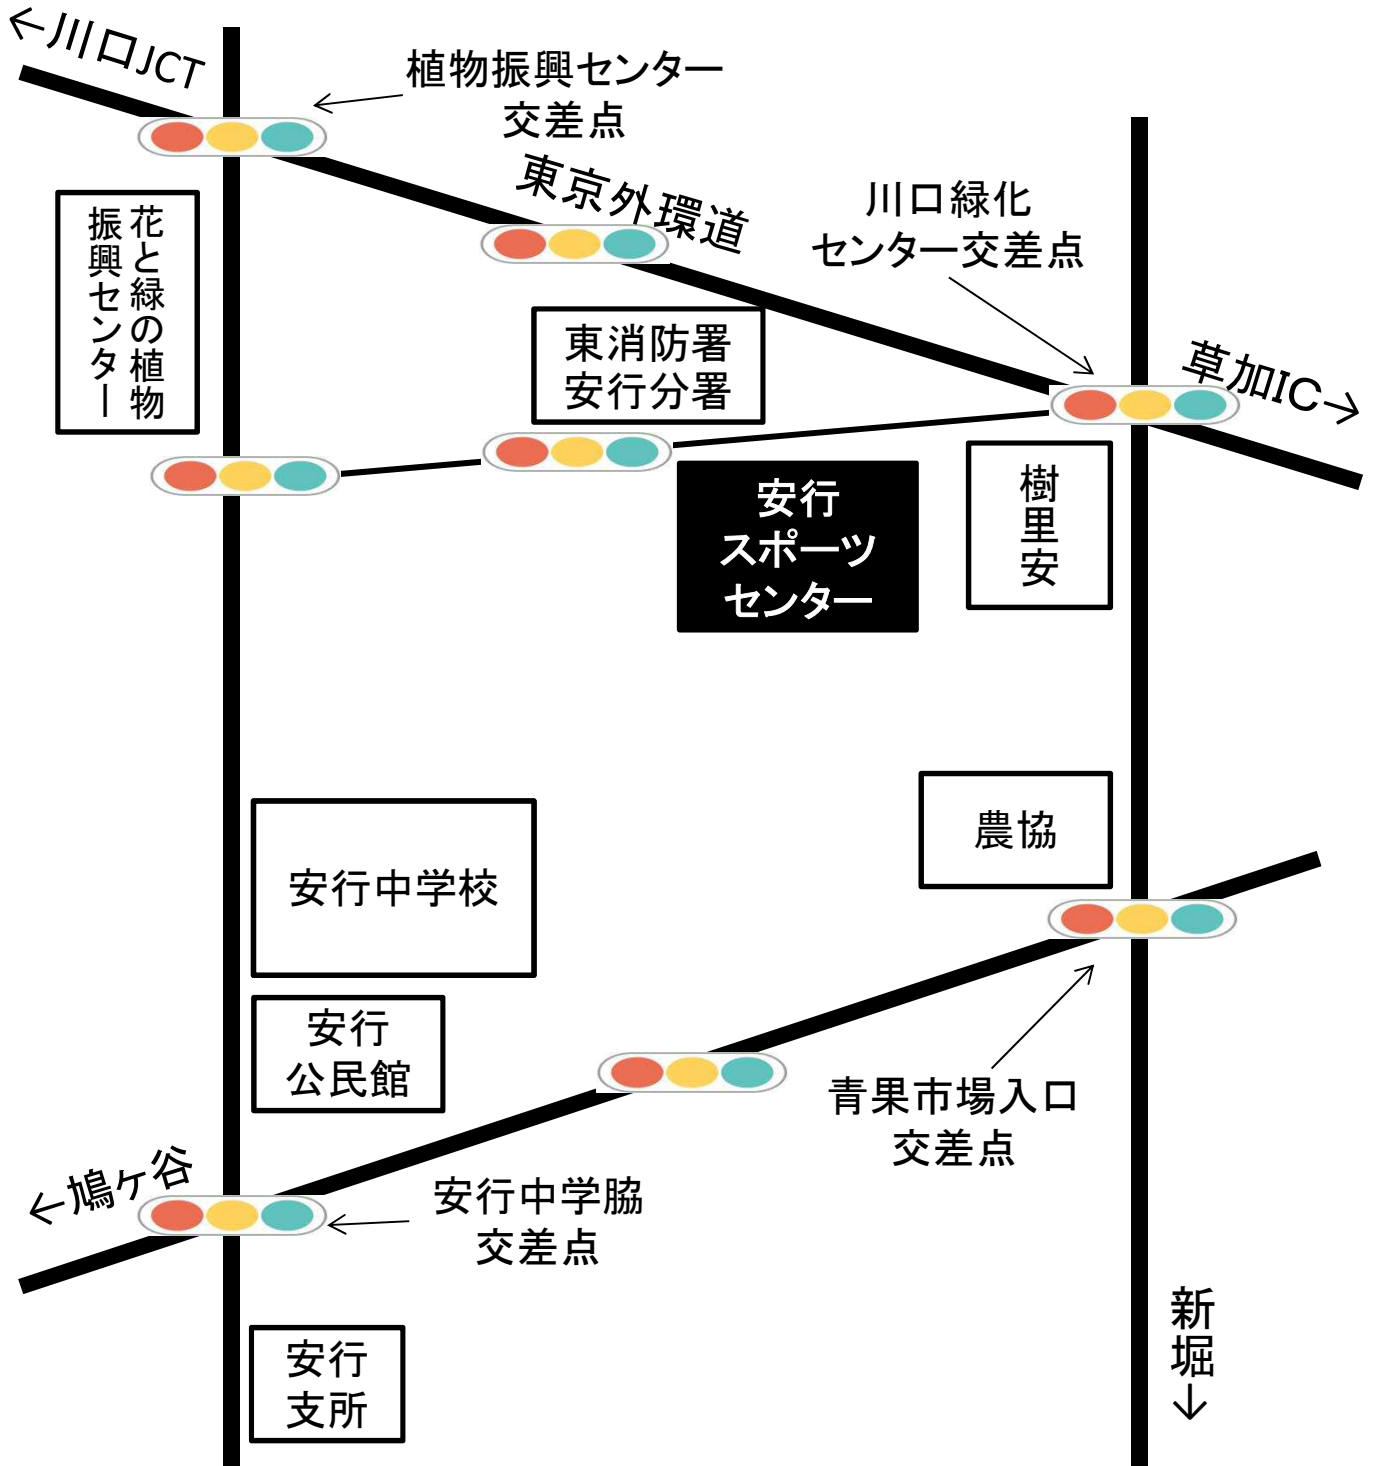 ←川口JCT
植物振興センター
交差点
東京外環道
川口緑化
センター交差点
花と緑の植物
振興センター
東消防署
安行分署
草加IC→
安行
スポーツ
センター
樹里安
農協
安行中学校
安行
公民館
青果市場入口
交差点
←鳩ヶ谷
安行中学脇
交差点
新堀↓
安行
支所